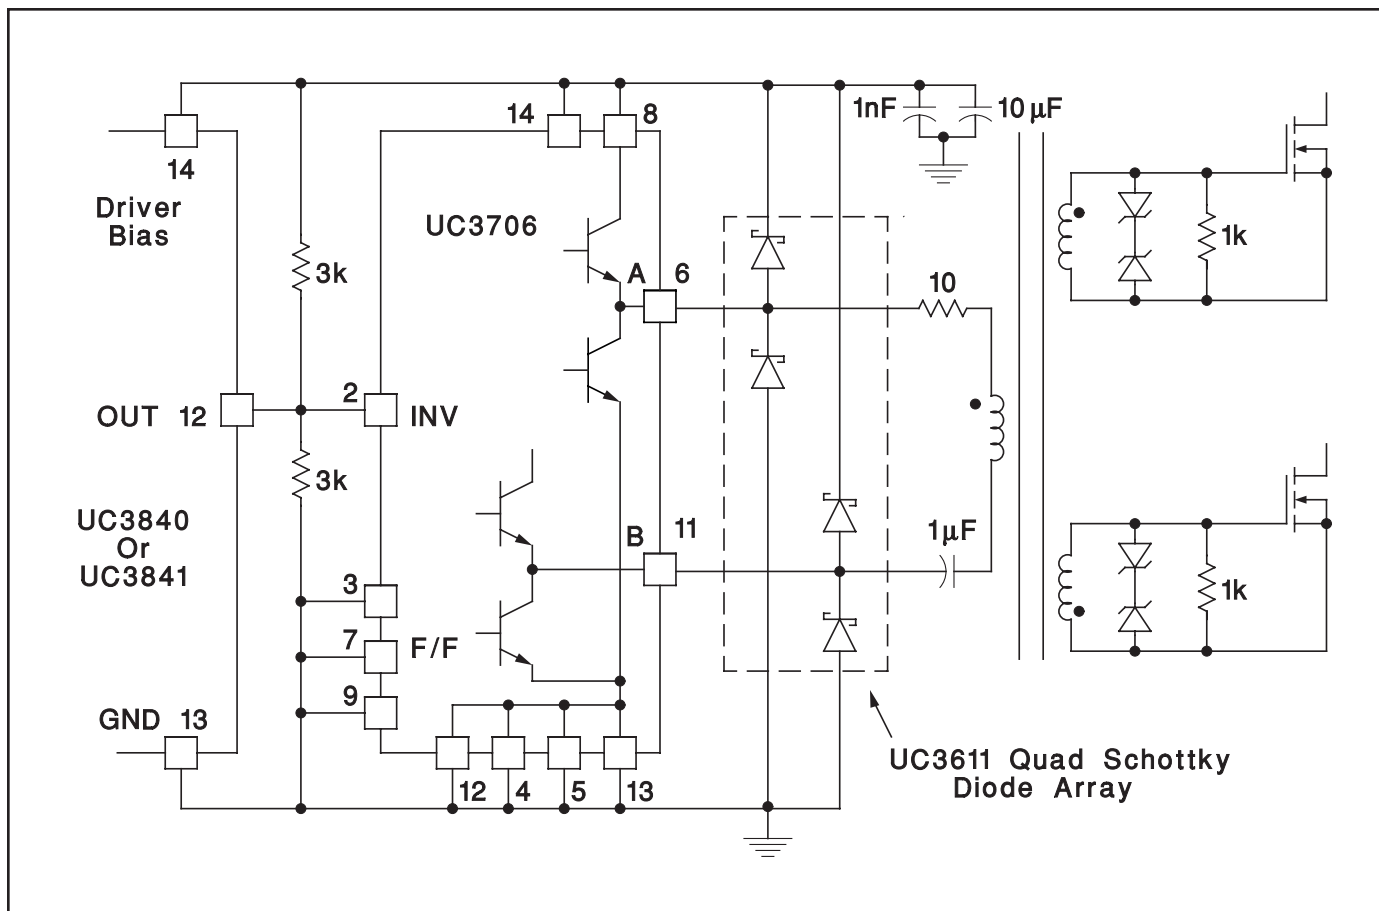 14
8
1nF
10 µF
14
Driver
Bias
UC3706
3k
A
6
10
1k
2
OUT 12
INV
3k
UC3840
Or
UC3841
B
11
1µF
3
7
F/F
9
1k
GND 13
12
4
5
13
UC3611 Quad Schottky
Diode Array